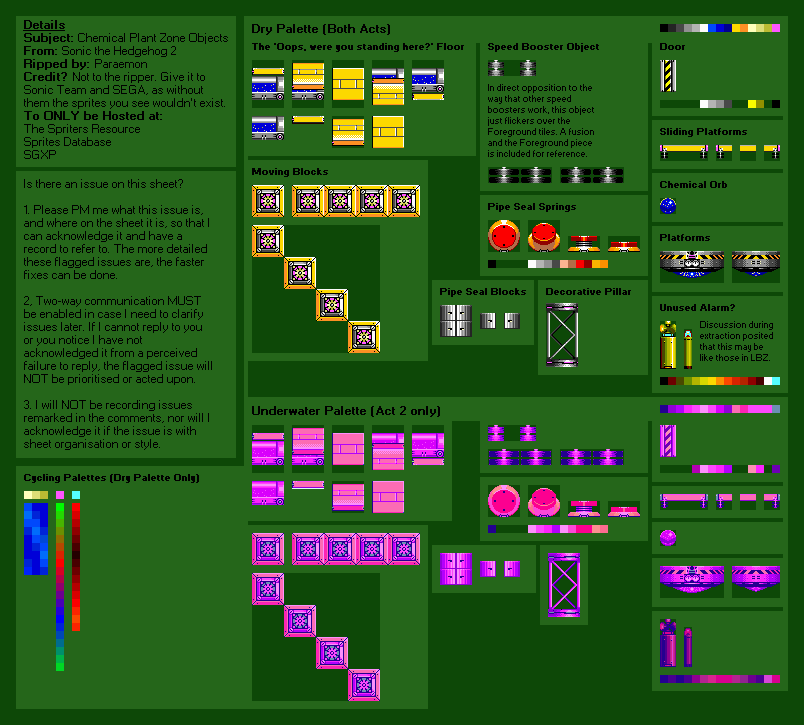 Details
Subject: Chemical Plant Zone Objects
From: Sonic the Hedgehog 2
Ripped by: Paraemon
Credit? Not to the ripper. Give it to
Sonic Team and SEGA, as without
them the sprites you see wouldn't exist.
To ONLY be Hosted at:
The Spriters Resource
Sprites Database
SGXP
Is there an issue on this sheet?
1. Please PM me what this issue is,
and where on the sheet it is, so that I
can acknowledge it and have a
record to refer to. The more detailed
these flagged issues are, the faster
fixes can be done.
2, Two-way communication MUST
be enabled in case I need to clarify
issues later. If I cannot reply to you
or you notice I have not
acknowledged it from a perceived
failure to reply, the flagged issue will
NOT be prioritised or acted upon.
3. I will NOT be recording issues
remarked in the comments, nor will I
acknowledge it if the issue is with
sheet organisation or style.
Cycling Palettes (Dry Palette Only)
Dry Palette (Both Acts)
The 'Oops, were you standing here?' Floor
Moving Blocks
Speed Booster Object
In direct opposition to the
way that other speed
boosters work, this object
just flickers over the
Foreground tiles. A fusion
and the Foreground piece
is included for reference.
Pipe Seal Springs
Pipe Seal Blocks
Decorative Pillar
Door
Sliding Platforms
Chemical Orb
Platforms
Unused Alarm?
Discussion during
extraction posited
that this may be
like those in LBZ.
Underwater Palette (Act 2 only)